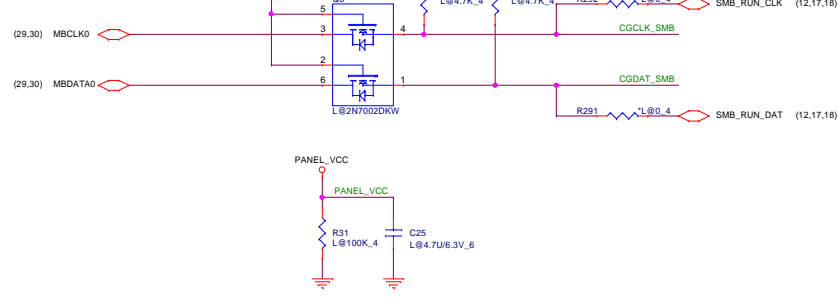 L@4.7K_4 L@4.7K_4
SMB_RUN_CLK (12,17,18)
5
(29,30) MBCLK0 3 4 CGCLK_SMB
2
(29,30) MBDATA0 6 1 CGDAT_SMB
L@2N7002DKW
R291 *L@0_4 SMB_RUN_DAT (12,17,18)
PANEL_VCC
PANEL_VCC
R31 C25
L@100K_4 L@4.7U/6.3V_6